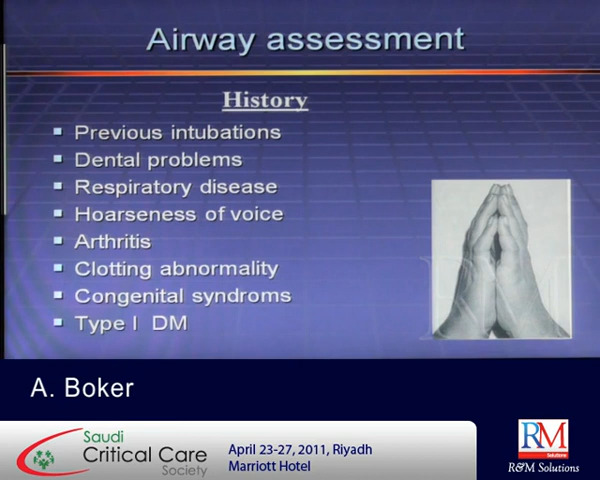 Airway assessment
History
Previous intubations
Dental problems
Respiratory disease
Hoarseness of voice
Arthritis
Clotting abnormality
Congenital syndroms
Type I DM
A. Boker
Saudi
Critical Care
Society
April 23-27, 2011, Riyadh
Marriott Hotel
RM
Solutions
R&M Solutions